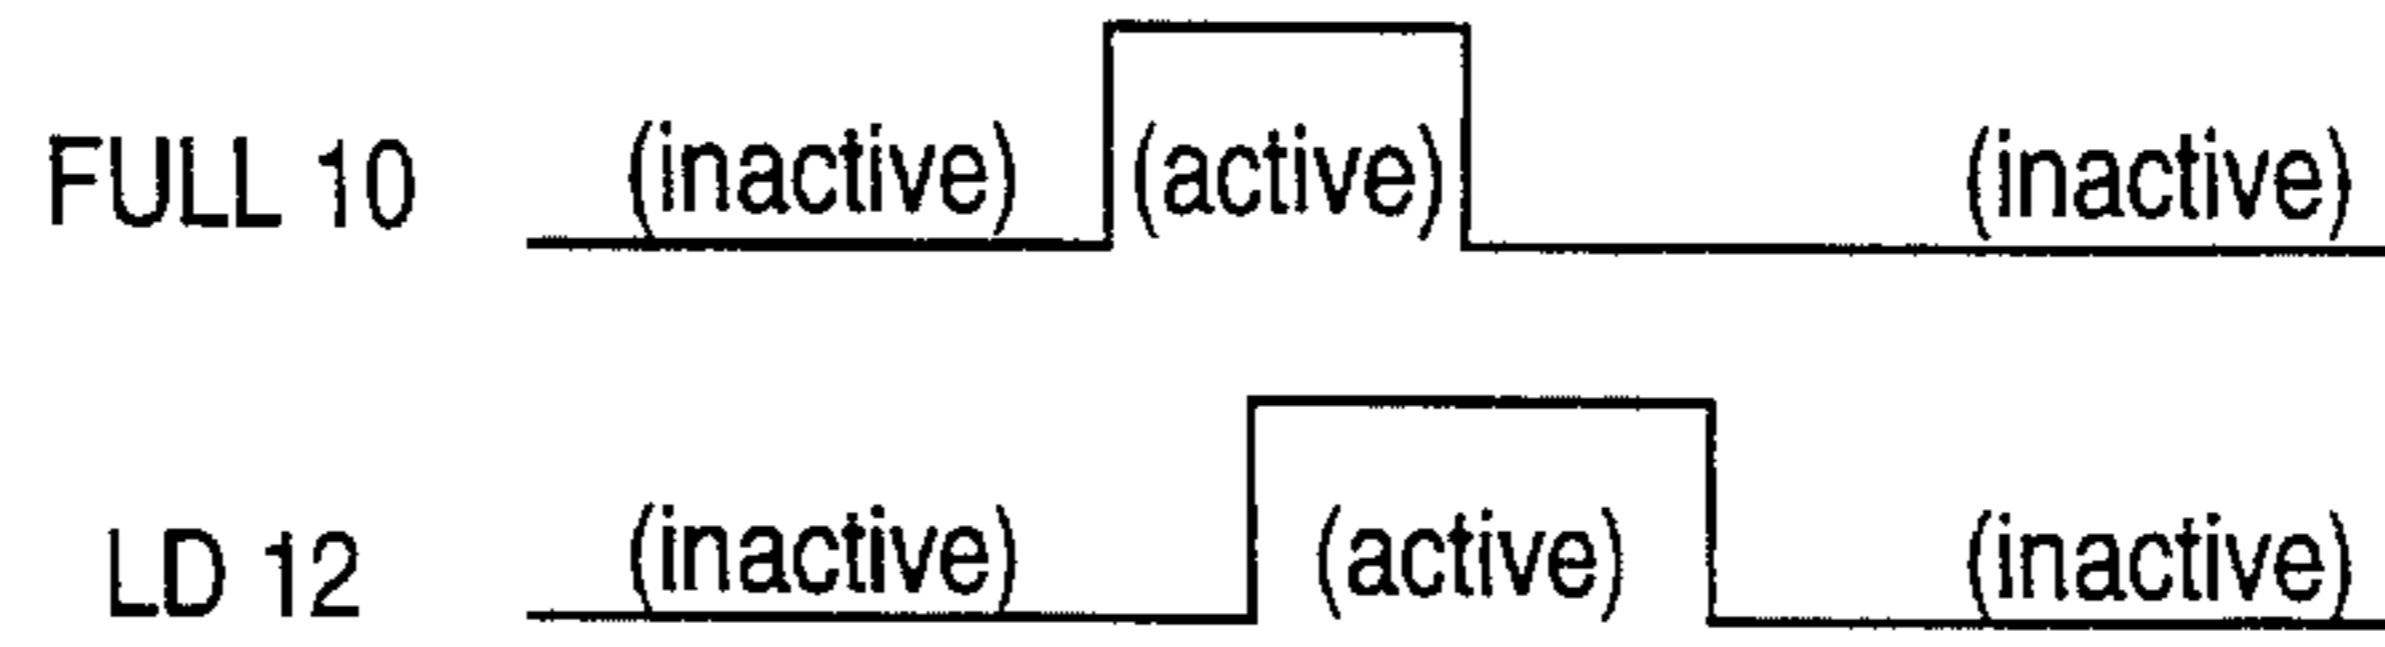 FULL 10 (inactive) (active) (inactive)
LD 12 (inactive) (active) (inactive)